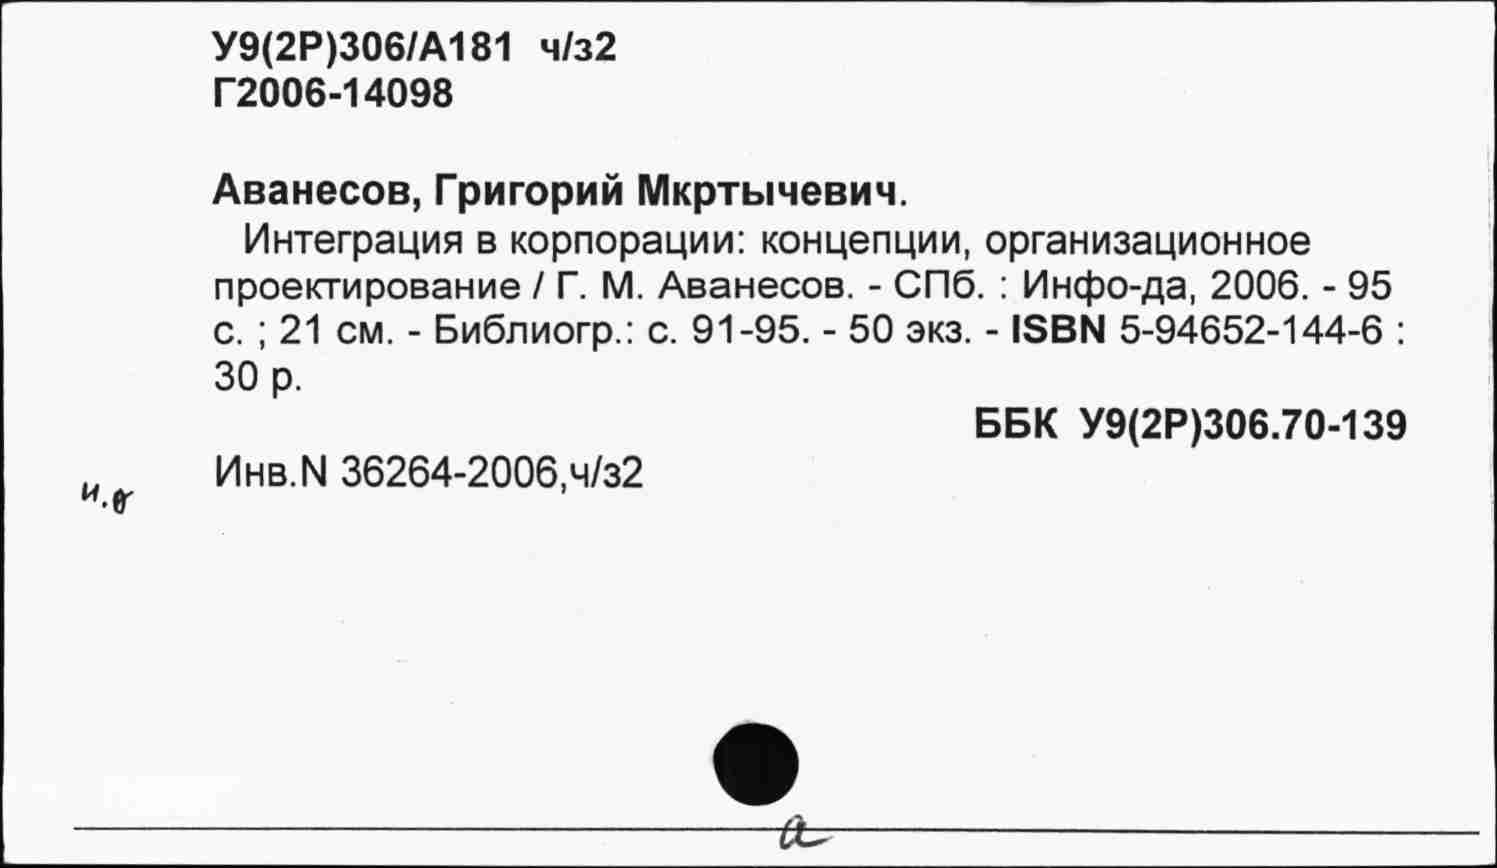 У9(2Р)306/А181 ч/з2
Г2006-14098
Аванесов, Григорий Мкртычевич.
Интеграция в корпорации: концепции, организационное
проектирование / Г. М. Аванесов. - СПб. : Инфо-да, 2006. - 95
с. ; 21 см. - Библиогр.: с. 91-95. - 50 экз. - ISBN 5-94652-144-6 :
30 р.
ББК У9(2Р)306.70-139
Инв.N 36264-2006,ч/з2
а